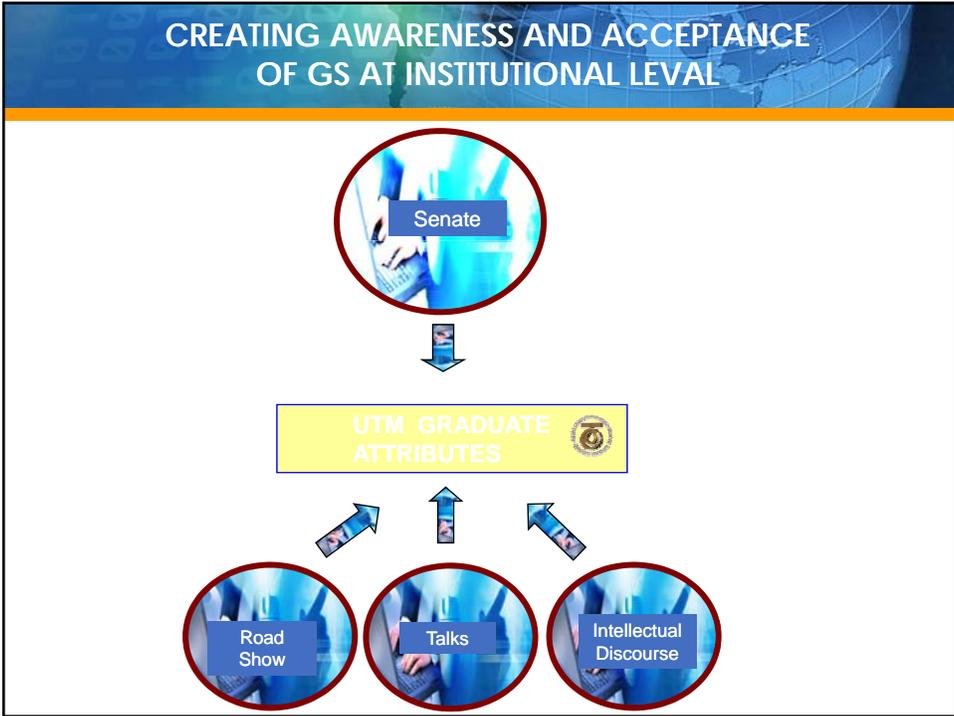 CREATING AWARENESS AND ACCEPTANCE
OF GS AT INSTITUTIONAL LEVAL
Senate
UTM GRADUATE
ATTRIBUTES
Road
Show
Talks
Intellectual
Discourse